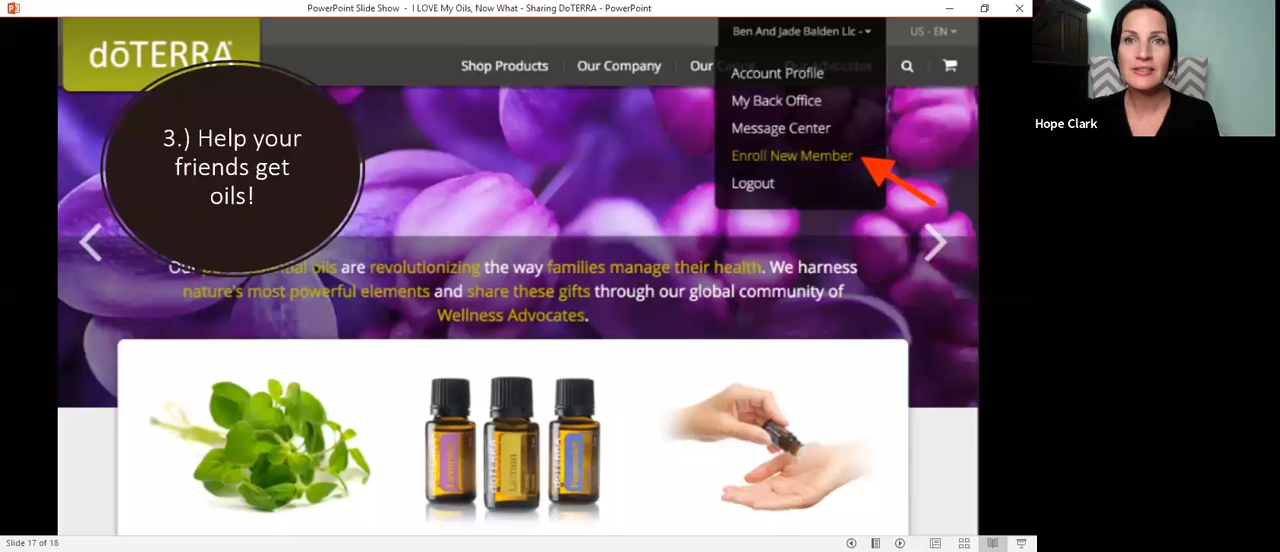 PowerPoint Slide Show - I LOVE My Oils, Now What - Sharing DoTERRA - PowerPoint
Ben And Jade Balden Llc -
US - EN
dōTERRA
Shop Products
Our Company
Our
Account Profile
My Back Office
Message Center
Enroll New Member
Logout
3.) Help your
friends get
oils!
Our essential oils are revolutionizing the way families manage their health. We harness
nature's most powerful elements and share these gifts through our global community of
Wellness Advocates.
dōTERRA
Lemon
Hope Clark
Slide 17 of 18